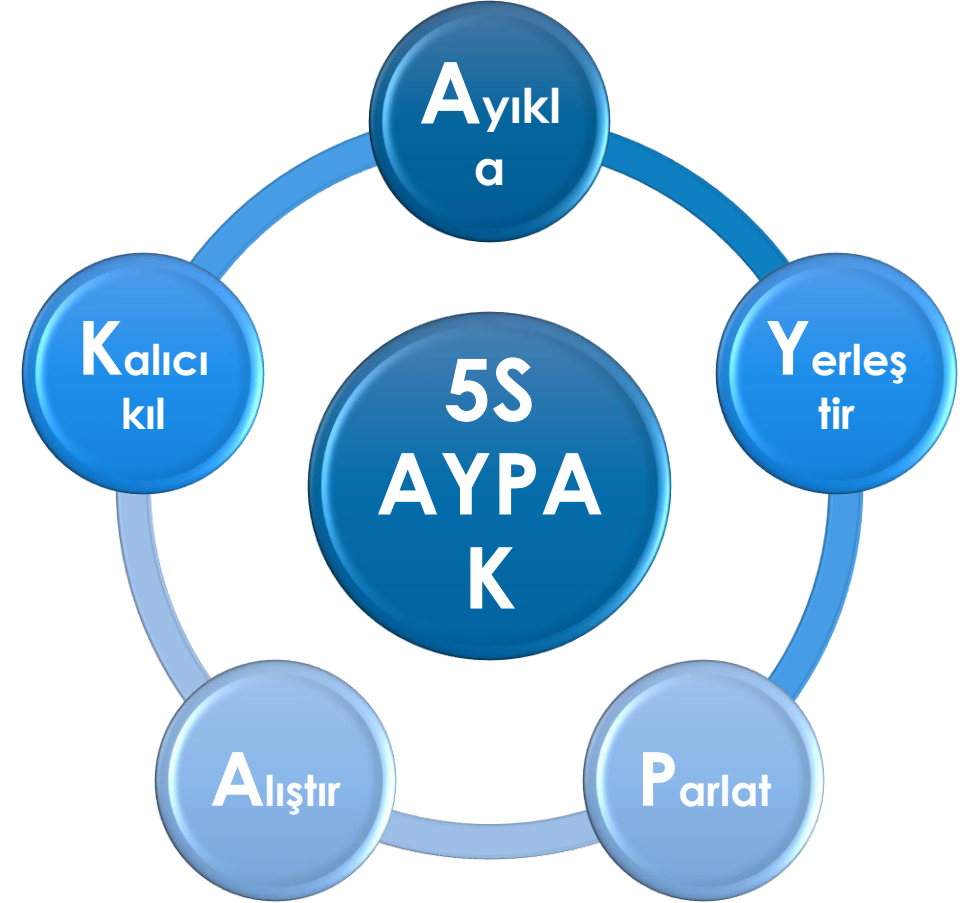 Ayıkl
a
Yerleş
tir
Parlat
Alıştır
Kalıcı
kıl
5S
AYPA
K